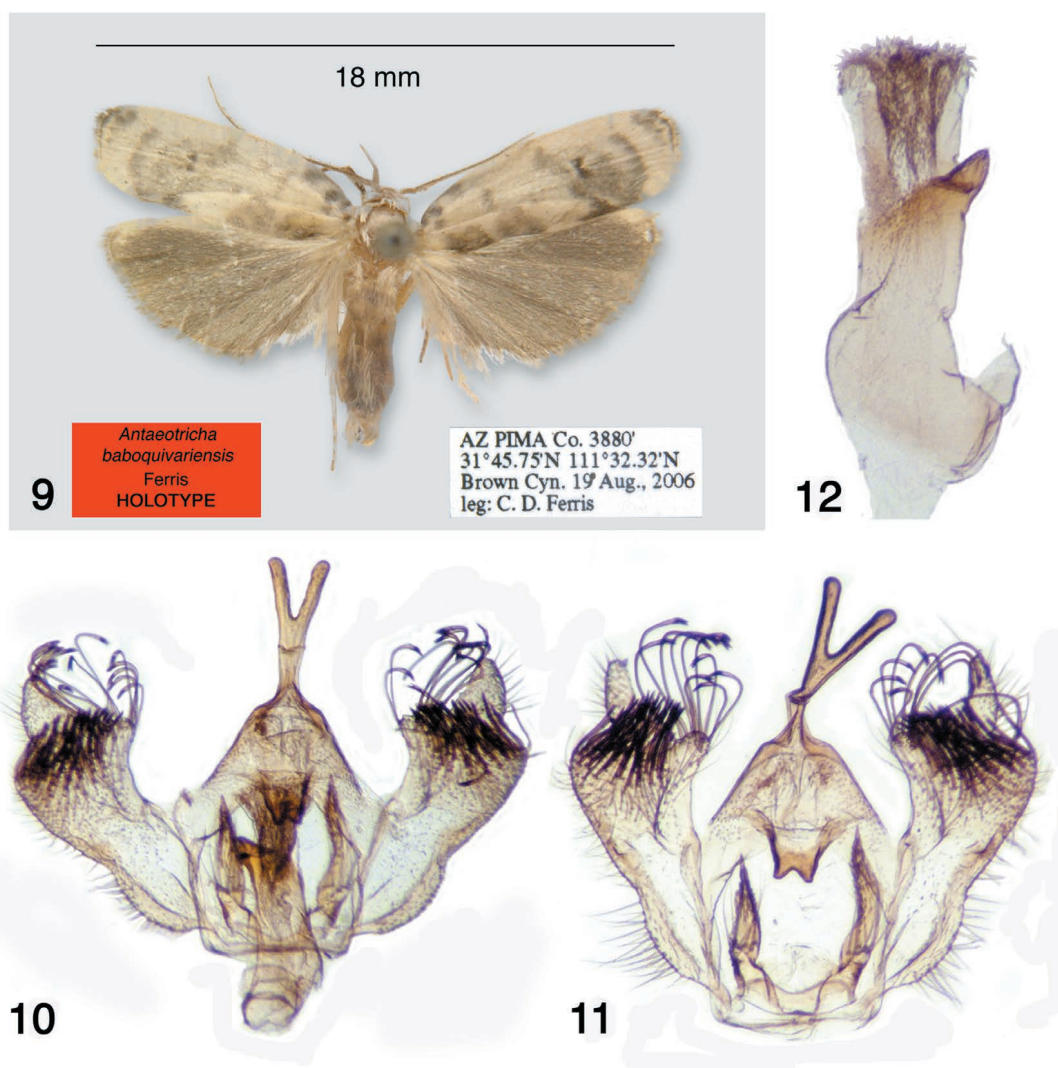 18 mm
9
Antaeotricha
baboquivariensis
Ferris
HOLOTYPE
AZ PIMA Co. 3880'
31°45.75'N 111°32.32'N
Brown Cyn. 19 Aug., 2006
leg: C. D. Ferris
12
10
11